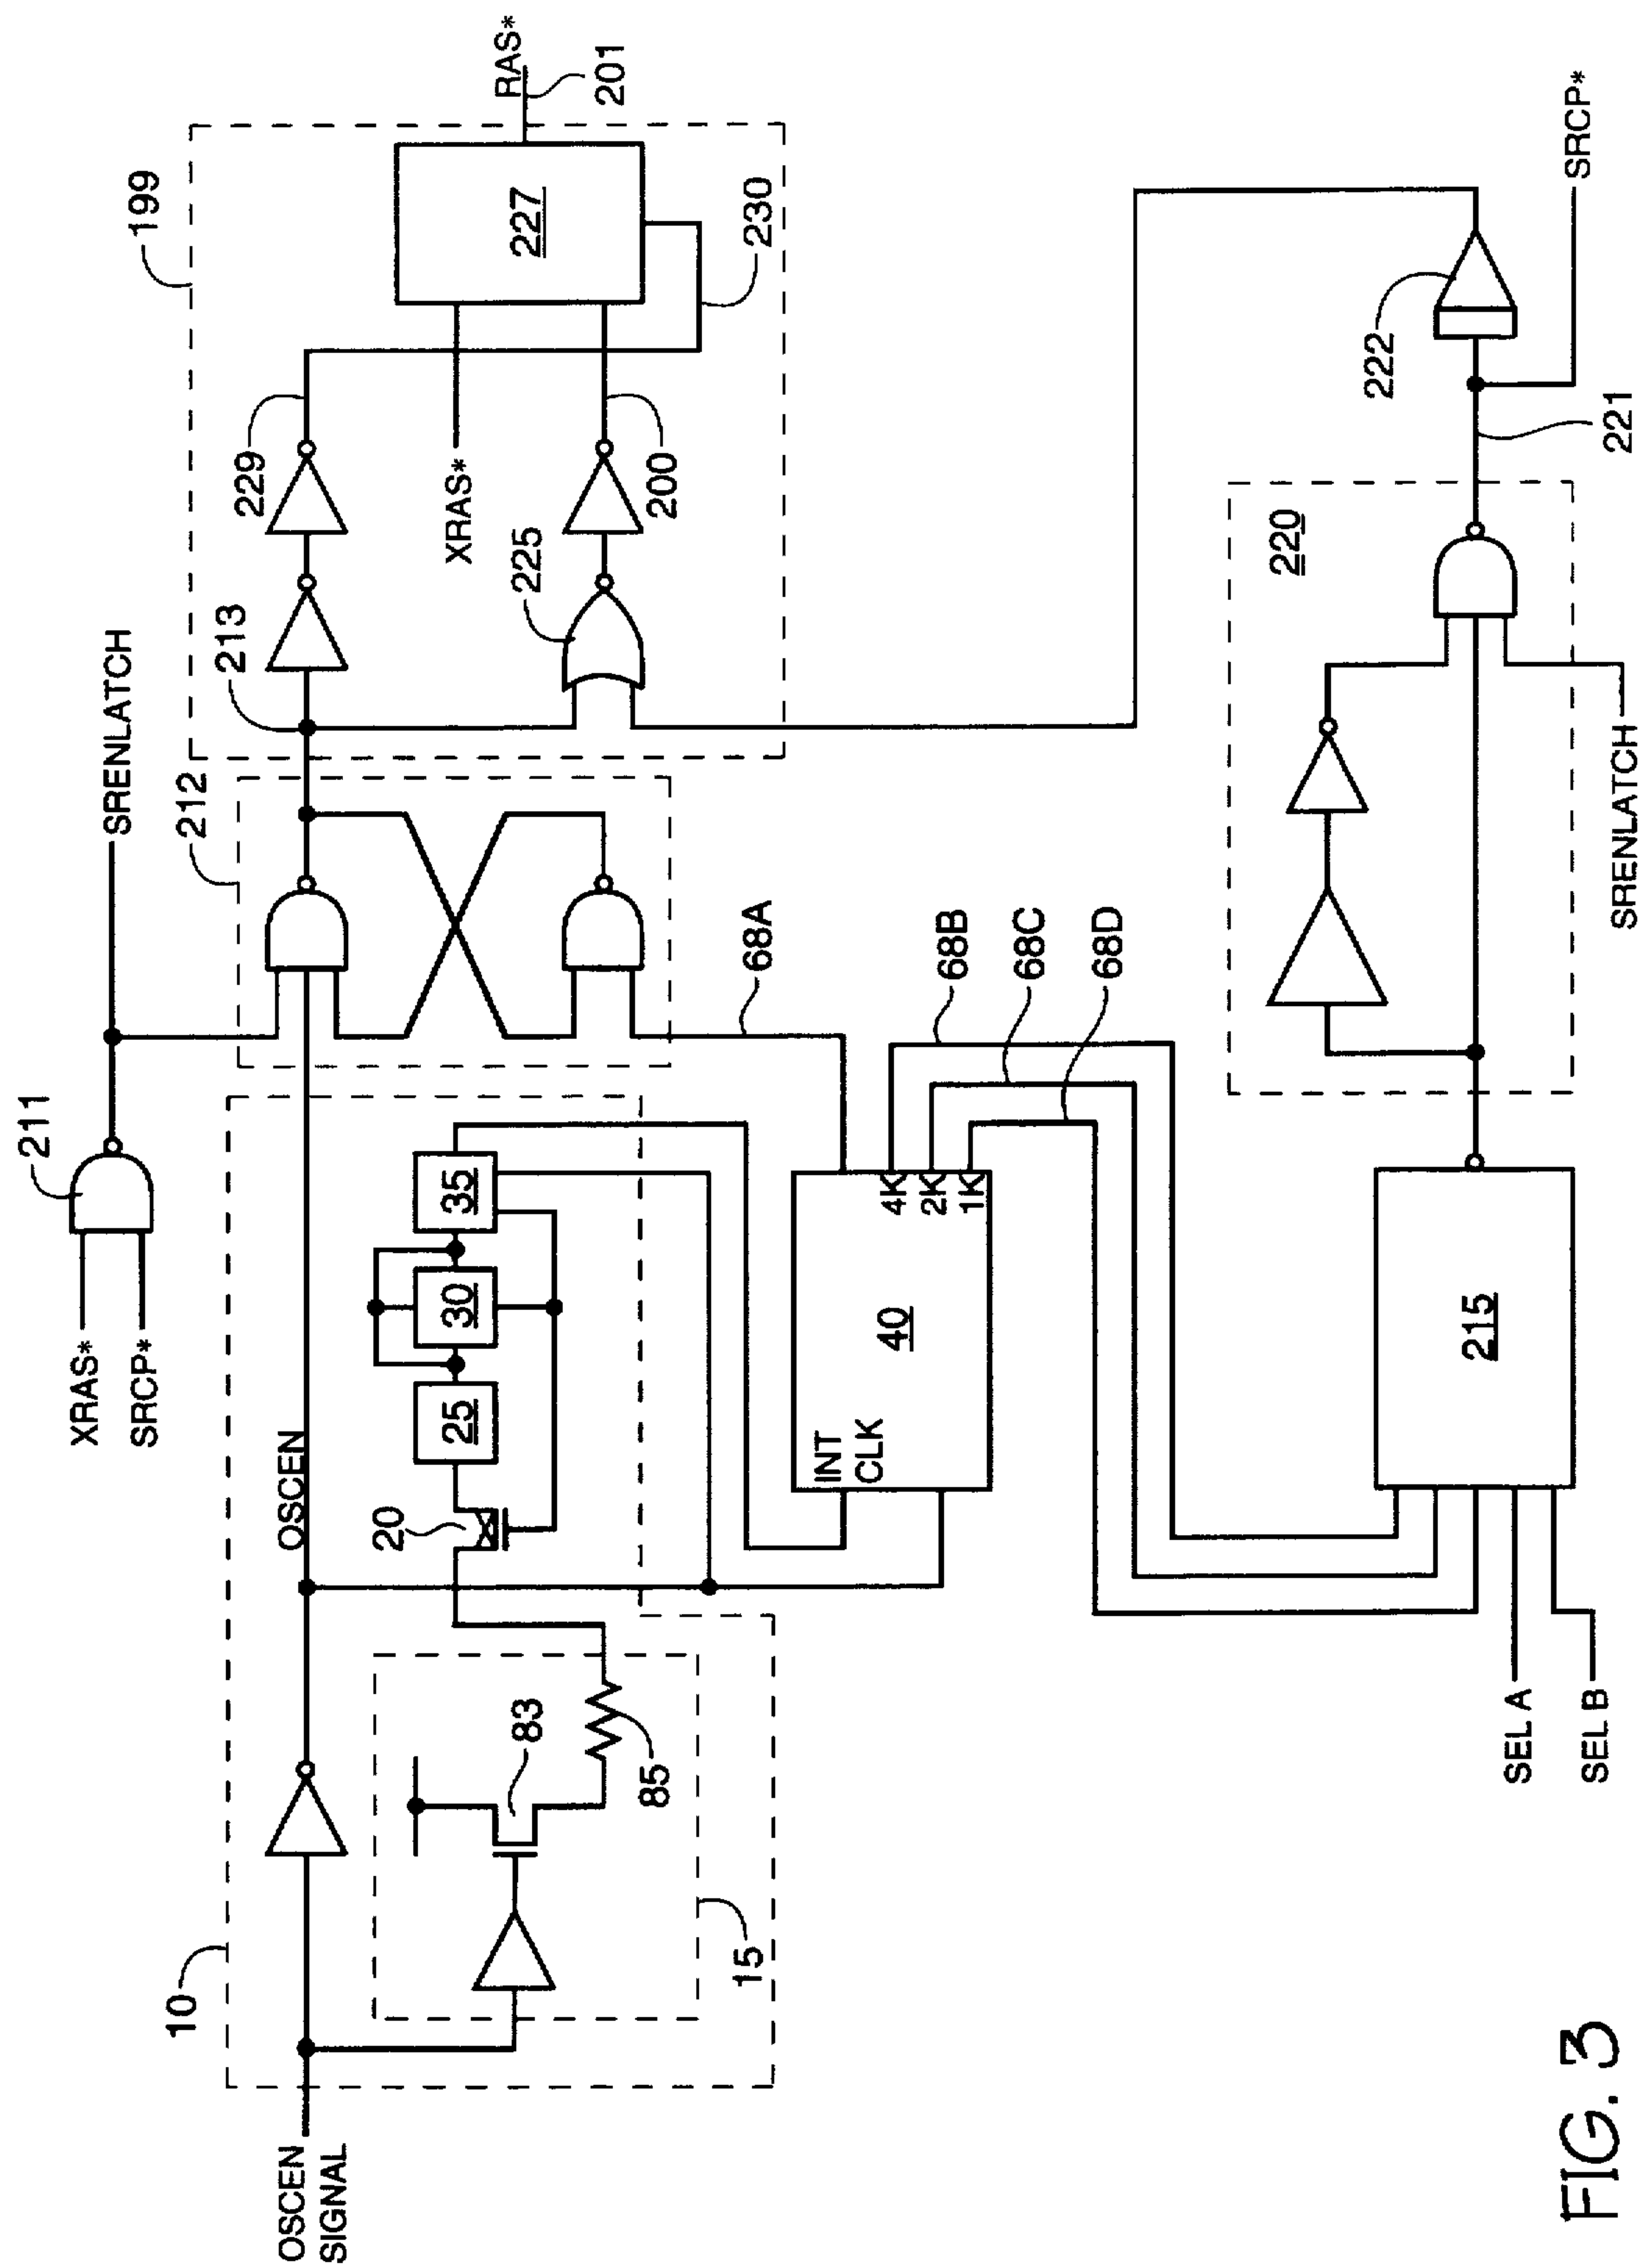 SRENLATCH
211
XRAS*
SRCP*
10
OSCEN
212
213
199
229
XRAS*
227
RAS*
201
225
200
230
OSCEN
SIGNAL
83
85
15
20
25
30
35
68A
INT
CLK
40
4K
2K
1K
68B
68C
68D
220
222
221
SRCP*
SRENLATCH
215
SEL A
SEL B
FIG. 3